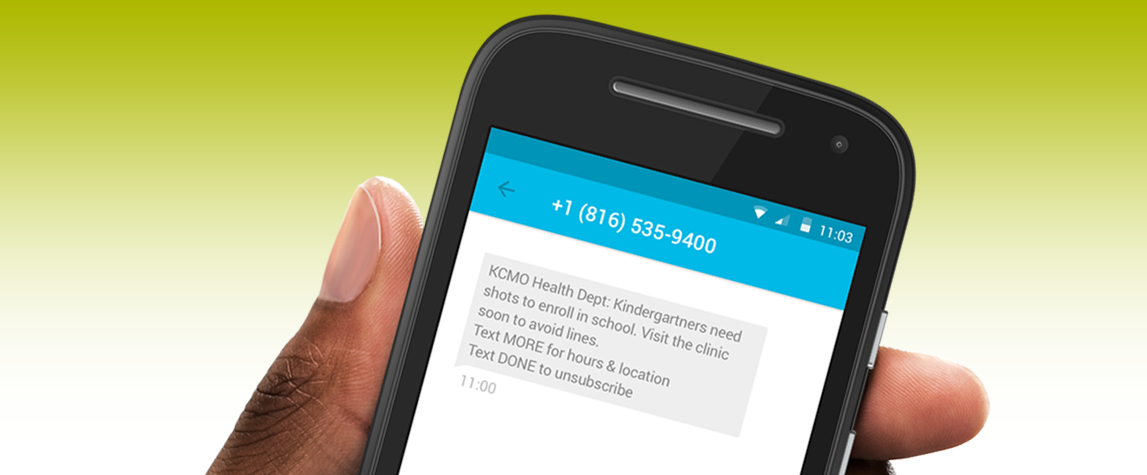 11:03
+1 (816) 535-9400
KCMO Health Dept: Kindergartners need
shots to enroll in school. Visit the clinic
soon to avoid lines.
Text MORE for hours & location
Text DONE to unsubscribe
11:00